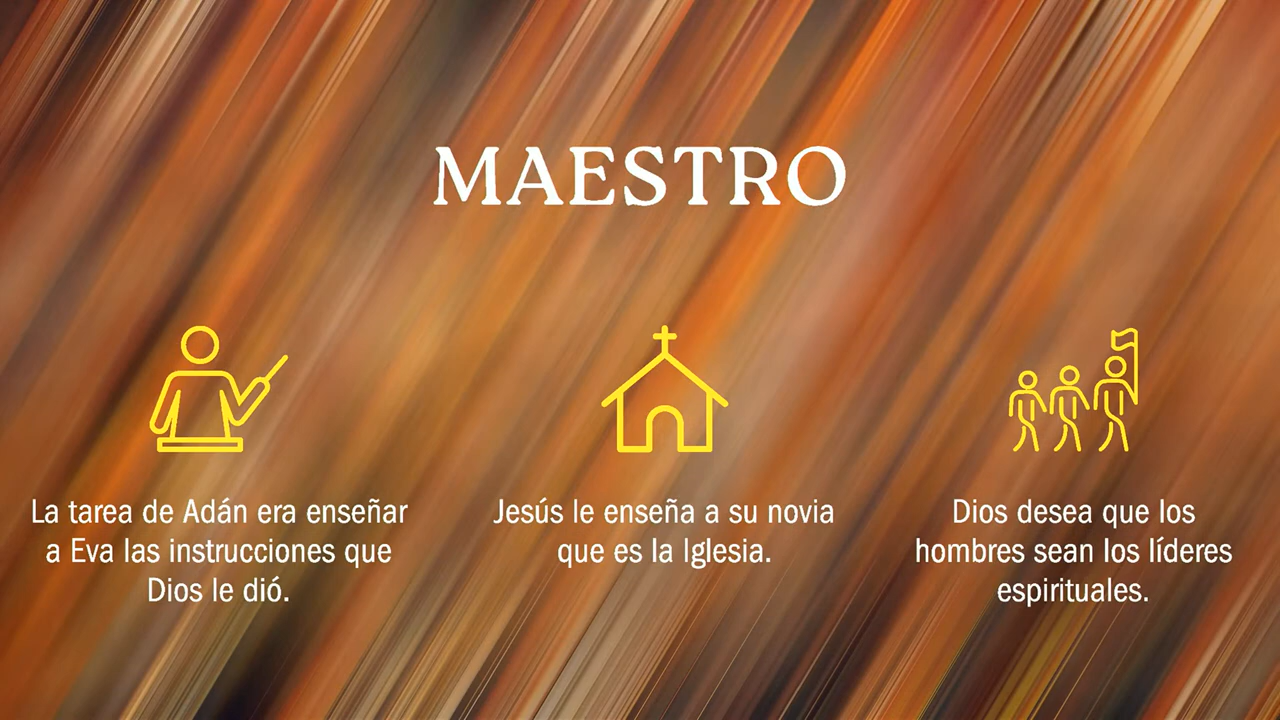 MAESTRO
La tarea de Adán era enseñar
a Eva las instrucciones que
Dios le dió.
Jesús le enseña a su novia
que es la Iglesia.
Dios desea que los
hombres sean los líderes
espirituales.